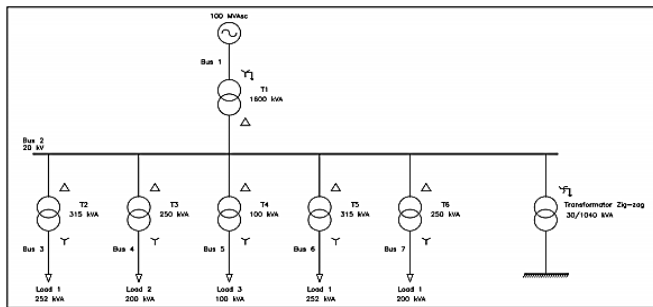 100 MVAsc
Bus 1
T1
1600 kVA
Bus 2
20 kV
T2
315 kVA
T3
250 kVA
T4
100 kVA
T5
315 kVA
T6
250 kVA
Transformator Zig-zag
30/1040 kVA
Bus 3
Bus 4
Bus 5
Bus 6
Bus 7
Load 1
252 kVA
Load 2
200 kVA
Load 3
100 kVA
Load 1
252 kVA
Load 1
200 kVA